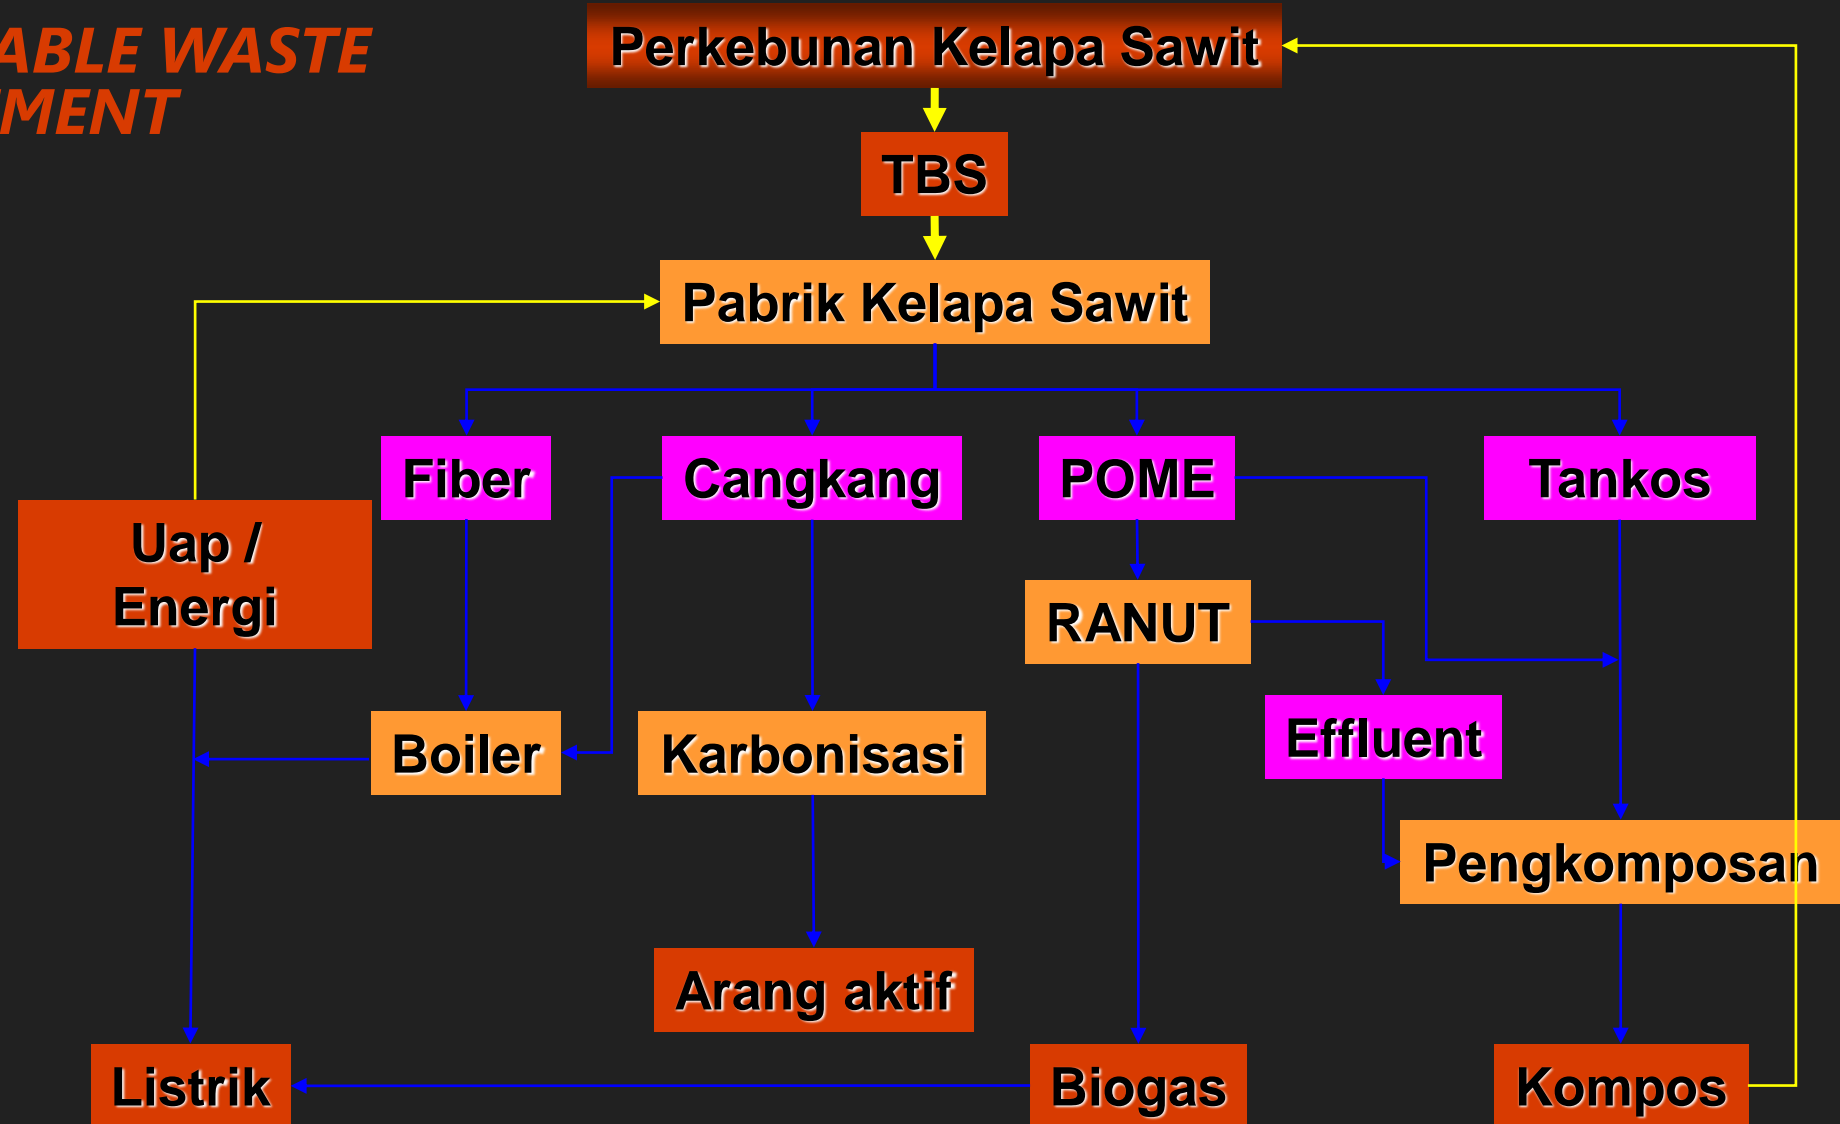 ABLE WASTE
MENT
Perkebunan Kelapa Sawit
TBS
Pabrik Kelapa Sawit
Fiber
Cangkang
POME
Tankos
Uap /
Energi
RANUT
Boiler
Karbonisasi
Effluent
Pengkomposan
Arang aktif
Listrik
Biogas
Kompos